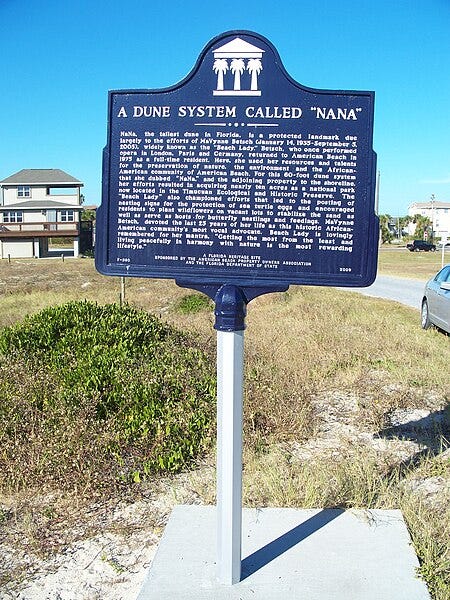 A DUNE SYSTEM CALLED "NANA"
NaNa, the tallest dune in Florida, is a protected landmark due
largely to the efforts of MaVynee Betsch (January 14, 1935-September 5,
2005), widely known as the "Beach Lady." Betsch, who once performed
opera in London, Paris and Germany, returned to American Beach in
1975 as a full-time resident. Here, she used her resources and talents
for the preservation of nature, the environment and the African-
American community of American Beach. For this 60-foot dune system
that she dubbed "NaNa" and the adjoining property to the shoreline,
her efforts resulted in acquiring nearly ten acres as a national park
now located in the Timucuan Ecological and Historic Preserve. The
"Beach Lady" also championed efforts that led to the posting of
nesting signs for the protection of sea turtle eggs and encouraged
residents to plant wildflowers on vacant lots to stabilize the sand as
well as serve as hosts for butterfly meetings and feedings. MaVynee
Betsch, devoted the last 25 years of her life as this historic African
American community's most vocal advocate. Beach Lady is lovingly
remembered for her mantra, "Getting the most from the least and
living peacefully in harmony with nature is the most rewarding
lifestyle."
A FLORIDA HERITAGE SITE
SPONSORED BY THE AMERICAN BEACH PROPERTY OWNERS ASSOCIATION
AND THE FLORIDA DEPARTMENT OF STATE
F-580 2009